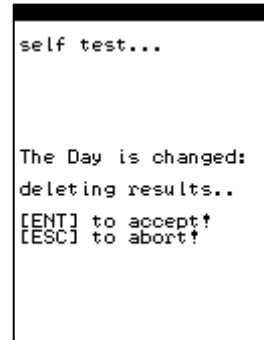 self test...
The Day is changed:
deleting results..
[ENT] to accept!
[ESC] to abort!